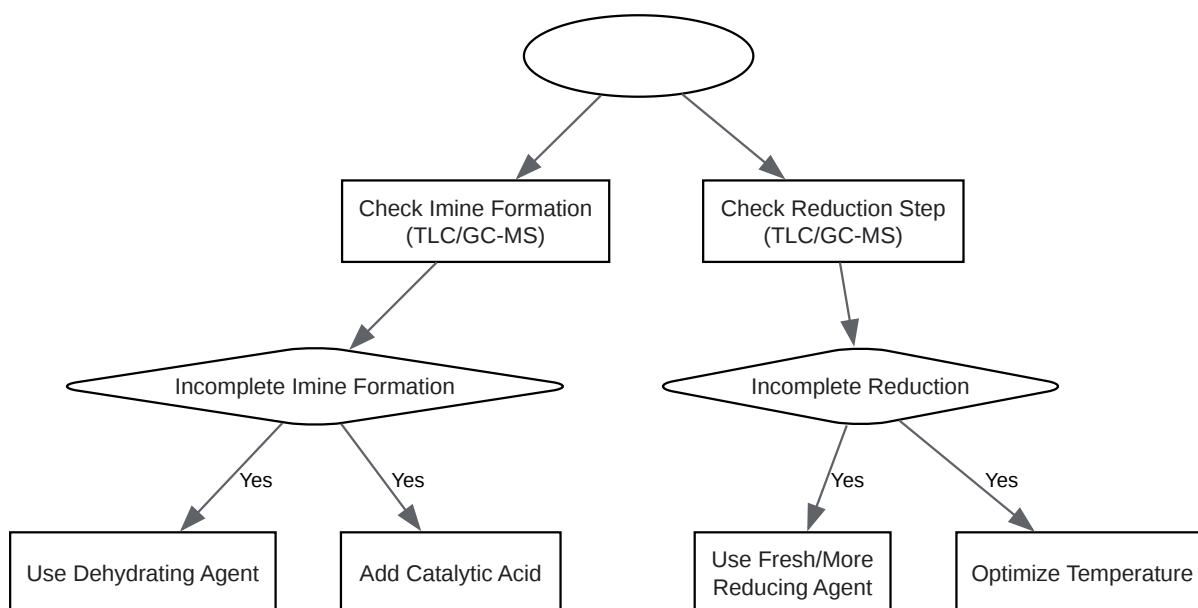 Check Imine Formation
(TLC/GC-MS)
Check Reduction Step
(TLC/GC-MS)
Incomplete Imine Formation
Incomplete Reduction
Yes
Yes
Yes
Yes
Use Dehydrating Agent
Add Catalytic Acid
Use Fresh/More
Reducing Agent
Optimize Temperature